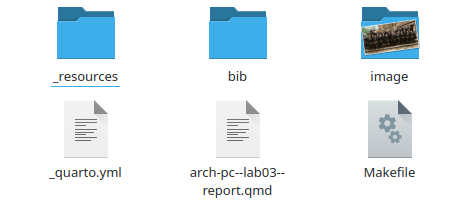 _resources
bib
image
_quarto.yml
arch-pc--lab03--
report.qmd
Makefile